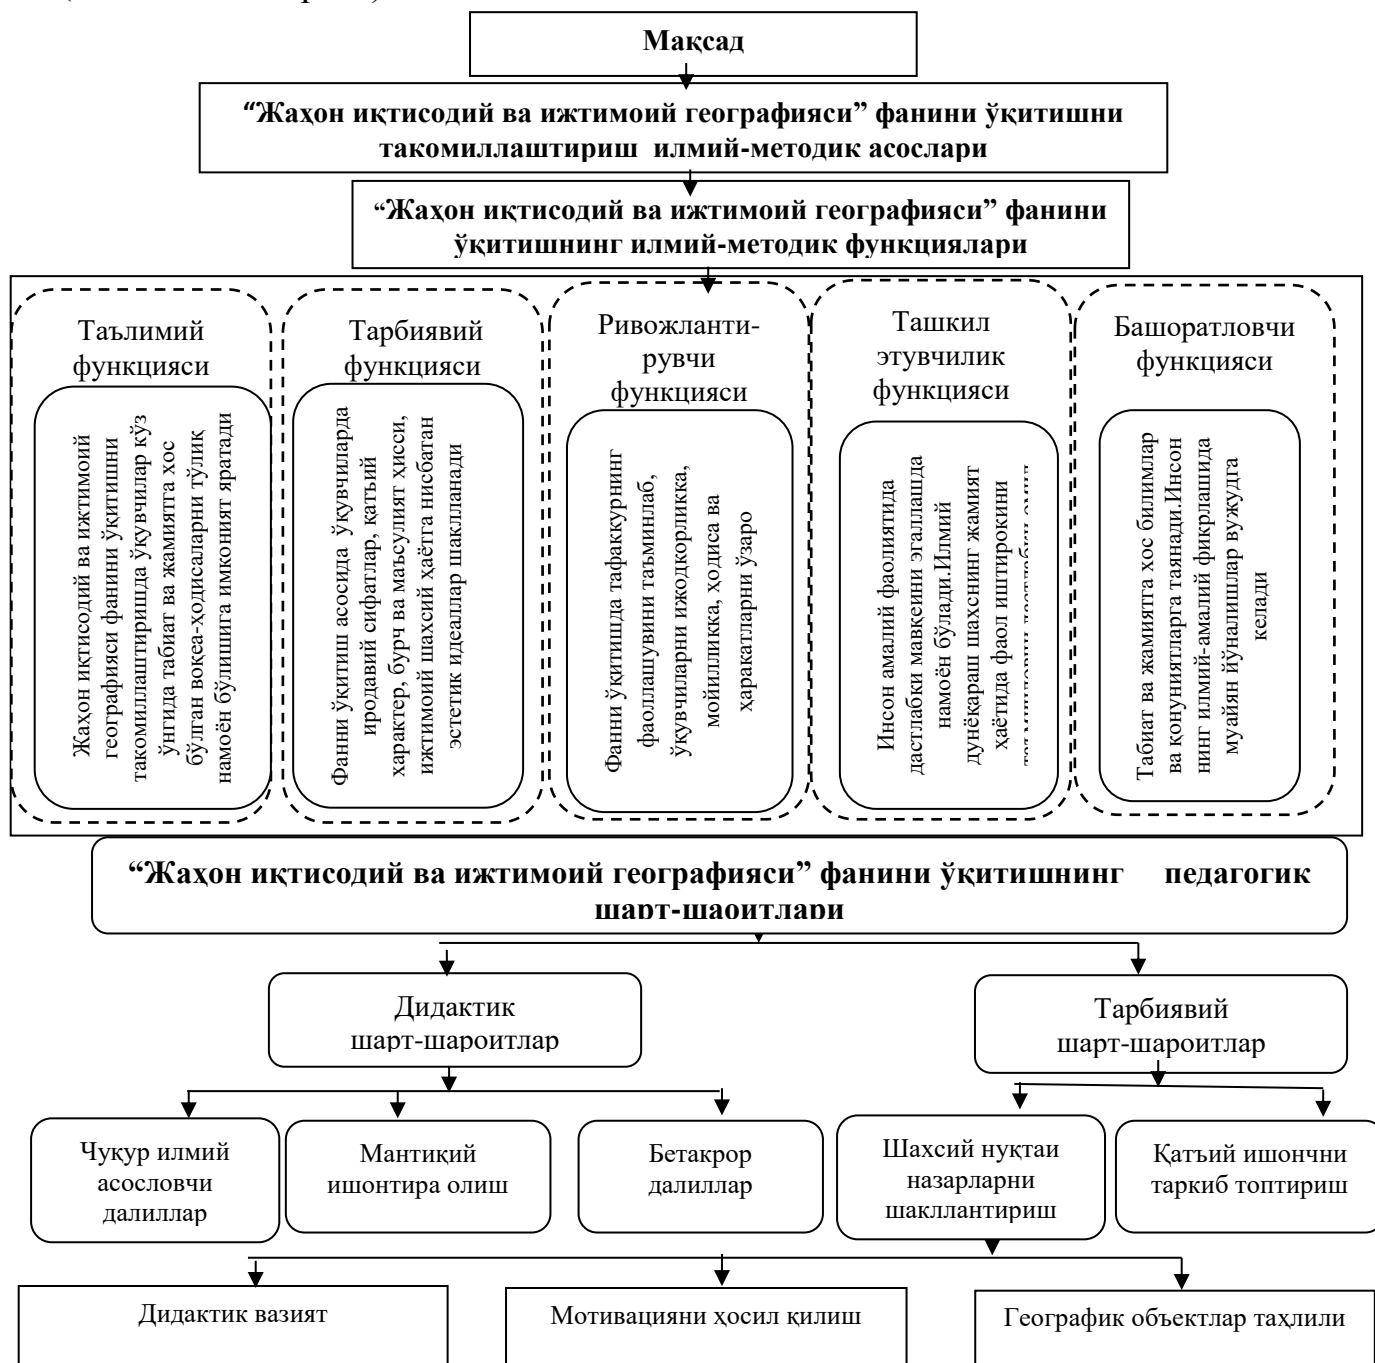 Мақсад
“Жаҳон иқтисодий ва ижтимоий географияси” фанини ўқитишни
такомиллаштириш илмий-методик асослари
“Жаҳон иқтисодий ва ижтимоий географияси” фанини
ўқитишнинг илмий-методик функциялари
Таълимий
функцияси
Жаҳон иқтисодий ва ижтимоий
география фанини ўқитишни
такомиллаштиришда ўқувчилар кўз
ўнгида табиат ва жамиятга хос
бўлган воқеа-ҳодисаларни тўлиқ
намоён бўлишига имконият яратади
Тарбиявий
функцияси
Фанни ўқитиш асосида ўқувчиларда
иродавий сифатлар, қатъий
характер, бурч ва маъсулият ҳисси,
ижтимоий шахсий ҳаётга нисбатан
эстетик идеаллар шаклланади
Ривожланти-
рувчи
функцияси
Фанни ўқитишда тафаккурнинг
фаоллашувини таъминлаб,
ўқувчиларни ижодкорликка,
мойилликка, ҳодиса ва
ҳаракатларни ўзаро
Ташкил
этувчилик
функцияси
Инсон амалий фаолиятида
дастлабки мавқеини эгаллашда
намоён бўлади.Илмий
дунёқараш шахснинг жамият
ҳаётида фаол иштирокини
Башоратловчи
функцияси
Табиат ва жамиятга хос билимлар
ва қонуниятларга таянади.Инсон
нинг илмий-амалий фикрлашида
муайян йўналишлар вужудга
келади
“Жаҳон иқтисодий ва ижтимоий географияси” фанини ўқитишнинг педагогик
шарт-шароитлари
Дидактик
шарт-шароитлар
Тарбиявий
шарт-шароитлар
Чуқур илмий
асословчи
далиллар
Мантиқий
ишонтира олиш
Бетакрор
далиллар
Шахсий нуқтаи
назарларни
шакллантириш
Қатъий ишончни
таркиб топтириш
Дидактик вазият
Мотивацияни ҳосил қилиш
Географик объектлар таҳлили